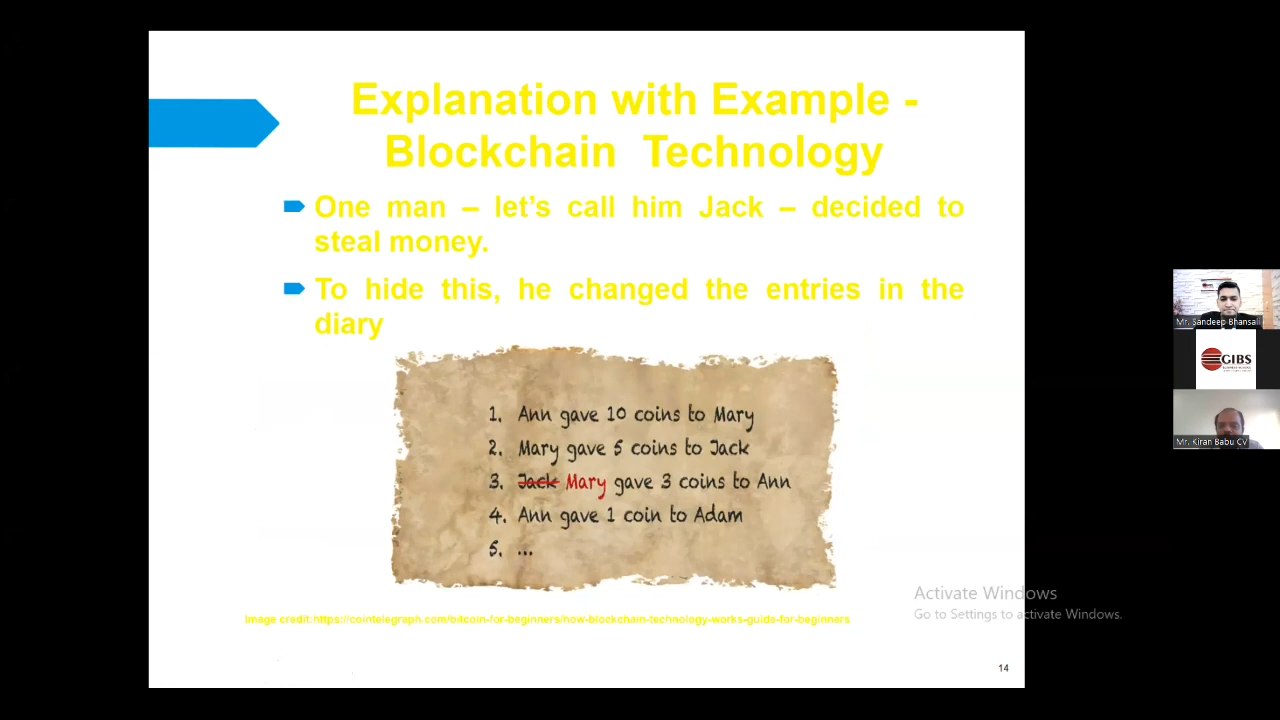 Explanation with Example -
Blockchain Technology
One man – let's call him Jack – decided to
steal money.
To hide this, he changed the entries in the
diary
1. Ann gave 10 coins to Mary
2. Mary gave 5 coins to Jack
3. Jack Mary gave 3 coins to Ann
4. Ann gave 1 coin to Adam
5. ...
Image credit:https://cointelegraph.com/bitcoin-for-beginners/how-blockchain-technology-works-guide-for-beginners
Activate Windows
Go to Settings to activate Windows.
14
Mr. Sandeep Bhansali
GIBS
Mr. Kiran Babu CV